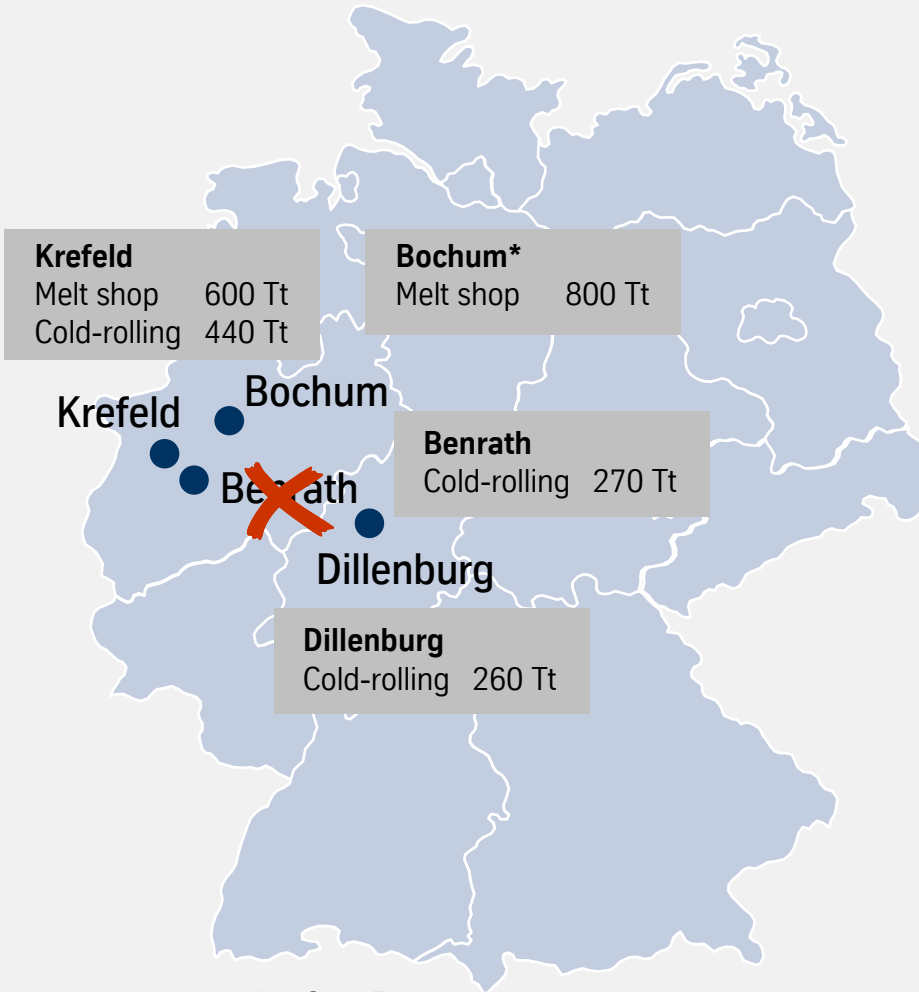 Krefeld
Melt shop 600 Tt
Cold-rolling 440 Tt
Bochum*
Melt shop 800 Tt
Bochum
Krefeld
Benrath
Cold-rolling 270 Tt
Benrath
Dillenburg
Dillenburg
Cold-rolling 260 Tt